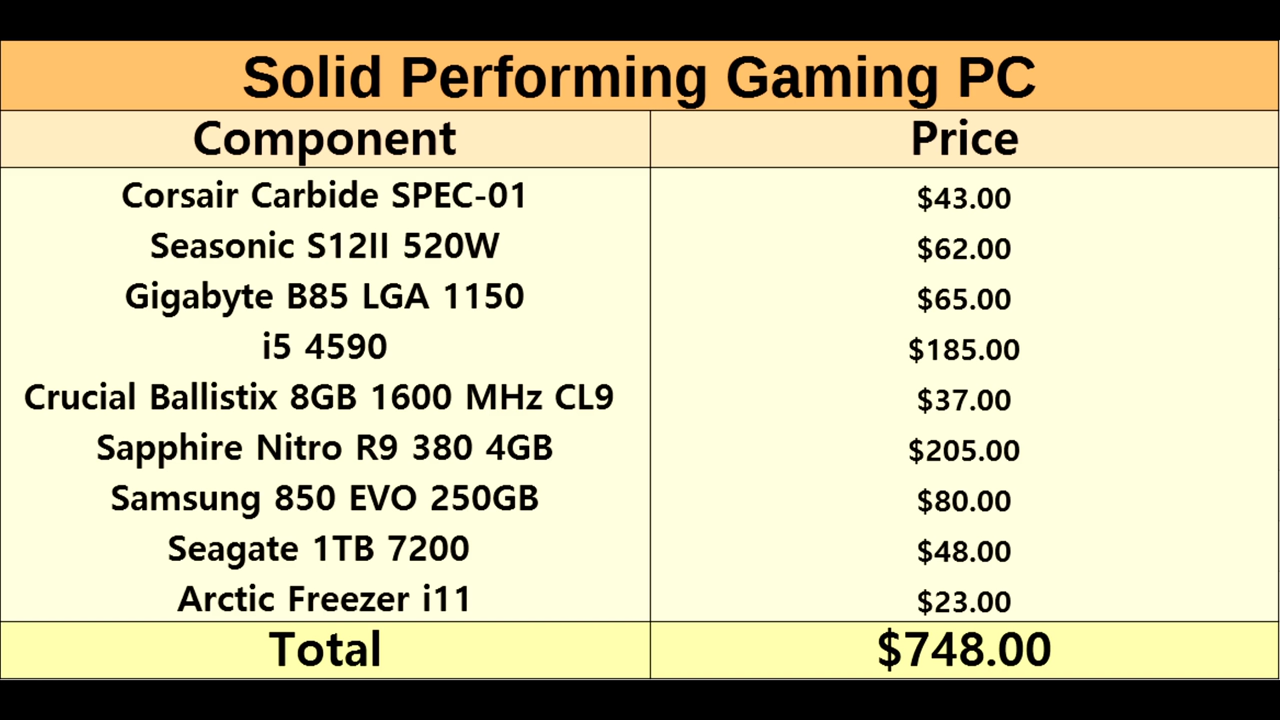 Solid Performing Gaming PC
Component Price
Corsair Carbide SPEC-01 $43.00
Seasonic S12II 520W $62.00
Gigabyte B85 LGA 1150 $65.00
i5 4590 $185.00
Crucial Ballistix 8GB 1600 MHz CL9 $37.00
Sapphire Nitro R9 380 4GB $205.00
Samsung 850 EVO 250GB $80.00
Seagate 1TB 7200 $48.00
Arctic Freezer i11 $23.00
Total $748.00